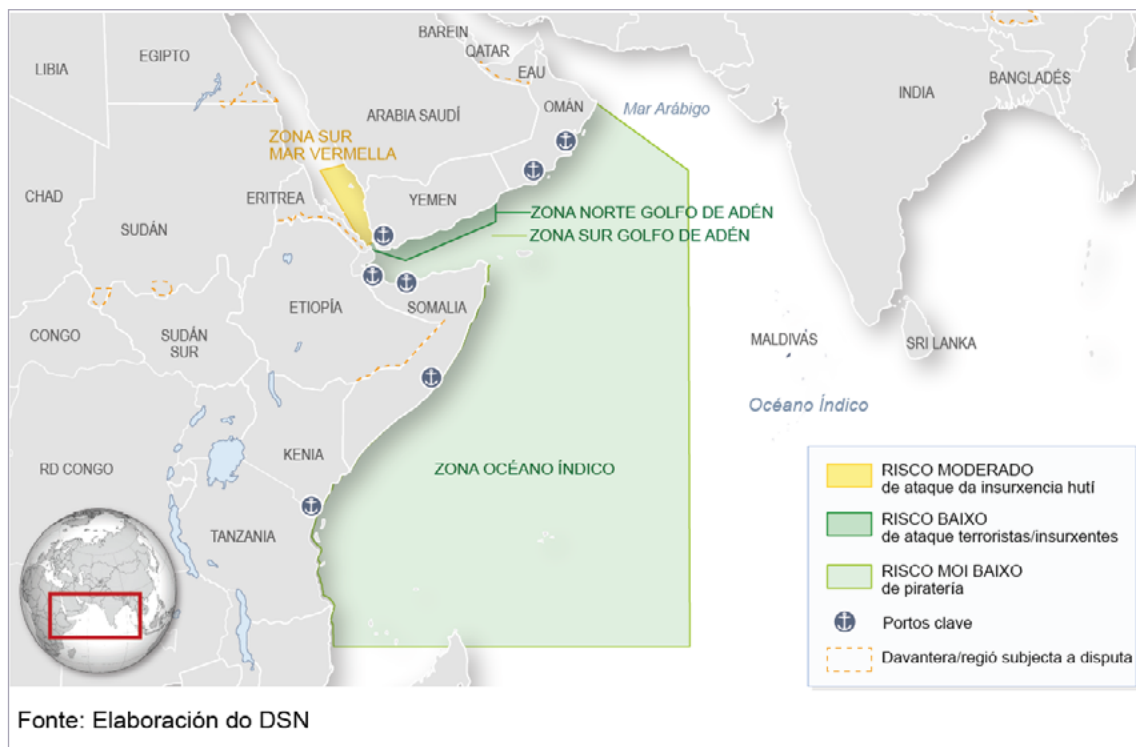 BAREIN
QATAR
EAU
EGIPTO
LIBIA
BANGLADÉS
INDIA
OMÁN
Mar Arábigo
ARABIA SAUDÍ
ZONA SUR
MAR VERMELLA
CHAD
ERITREA
YEMEN
ZONA NORTE GOLFO DE ADÉN
SUDÁN
ZONA SUR GOLFO DE ADÉN
ETIOPÍA
SOMALIA
CONGO
SUDÁN
SUR
MALDIVÁS
SRI LANKA
Océano Índico
KENIA
RD CONGO
ZONA OCÉANO ÍNDICO
TANZANIA
RISCO MODERADO
de ataque da insurxencia hutí
RISCO BAIXO
de ataque terroristas/insurxentes
RISCO MOI BAIXO
de piratería
Portos clave
Davantera/regió subjecta a disputa
Fonte: Elaboración do DSN